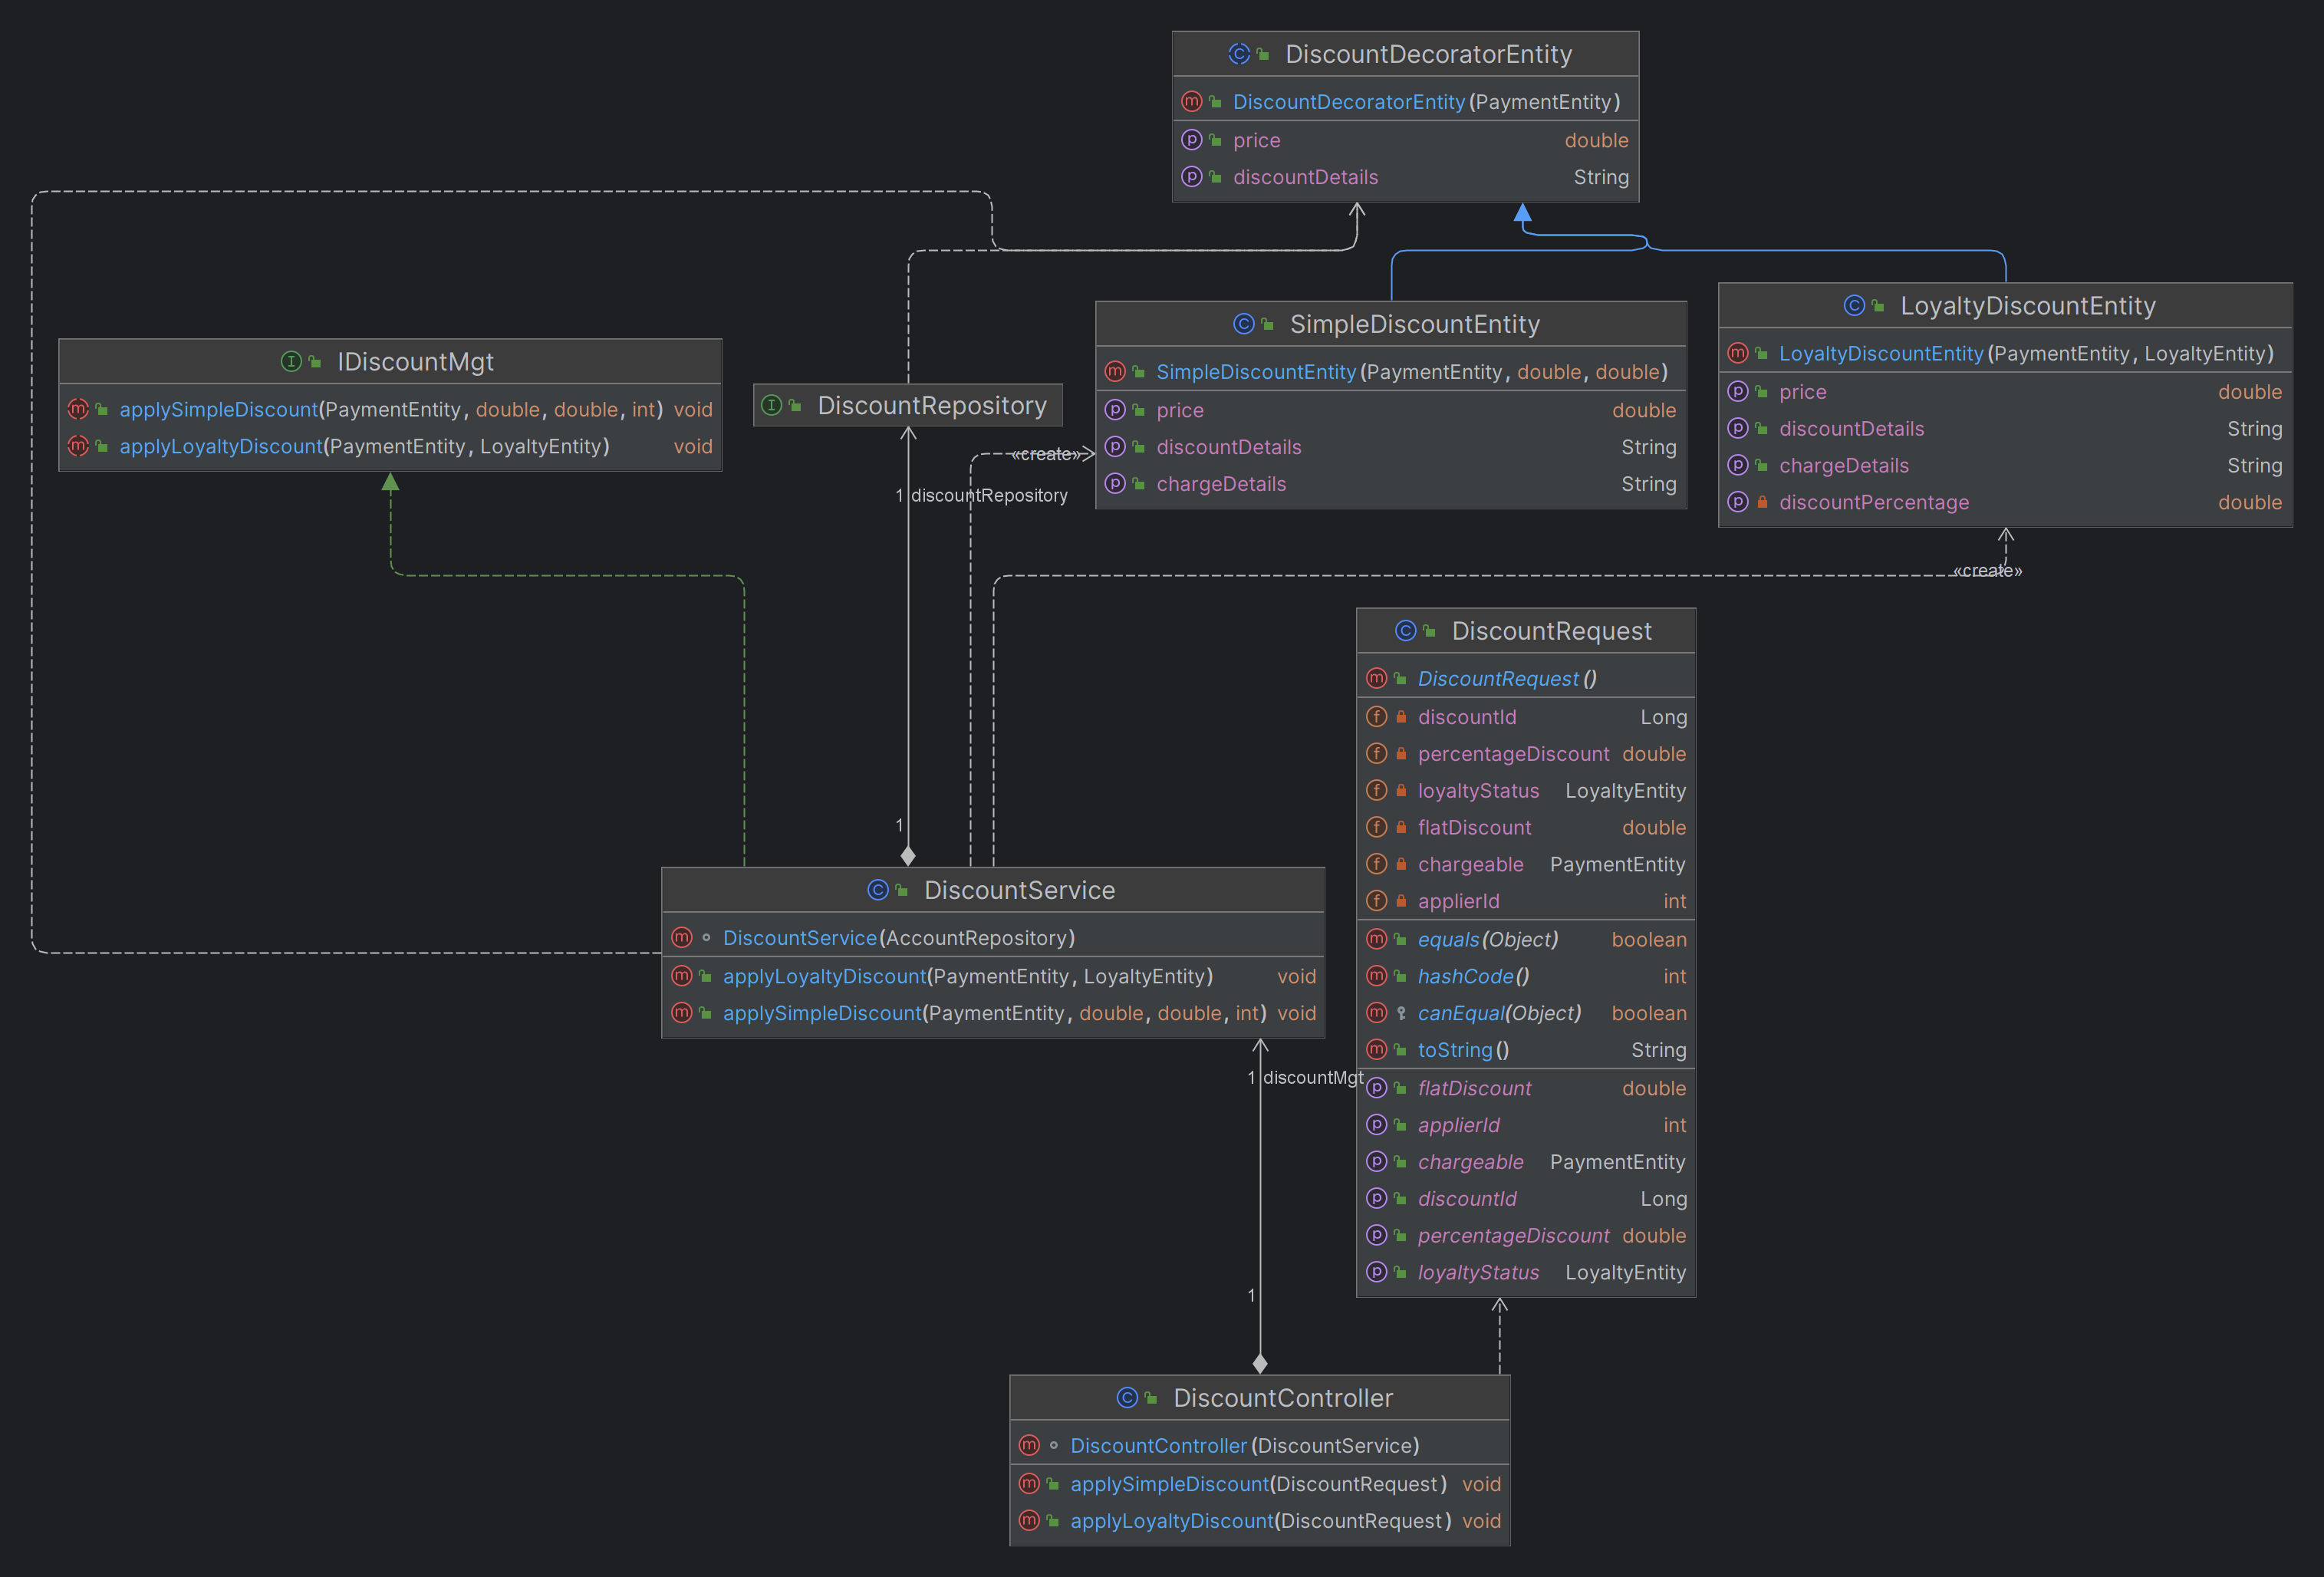 DiscountDecoratorEntity
DiscountDecoratorEntity(PaymentEntity)
price double
discountDetails String
SimpleDiscountEntity
SimpleDiscountEntity(PaymentEntity, double, double)
price double
discountDetails String
chargeDetails String
LoyaltyDiscountEntity
LoyaltyDiscountEntity(PaymentEntity, LoyaltyEntity)
price double
discountDetails String
chargeDetails String
discountPercentage double
IDiscountMgt
applySimpleDiscount(PaymentEntity, double, double, int) void
applyLoyaltyDiscount(PaymentEntity, LoyaltyEntity) void
DiscountRepository
«create»
1 discountRepository
«create»
DiscountRequest
DiscountRequest()
discountId Long
percentageDiscount double
loyaltyStatus LoyaltyEntity
flatDiscount double
chargeable PaymentEntity
applierId int
equals(Object) boolean
hashCode() int
canEqual(Object) boolean
toString() String
flatDiscount double
applierId int
chargeable PaymentEntity
discountId Long
percentageDiscount double
loyaltyStatus LoyaltyEntity
1
DiscountService
DiscountService(AccountRepository)
applyLoyaltyDiscount(PaymentEntity, LoyaltyEntity) void
applySimpleDiscount(PaymentEntity, double, double, int) void
1 discountMgt
1
DiscountController
DiscountController(DiscountService)
applySimpleDiscount(DiscountRequest) void
applyLoyaltyDiscount(DiscountRequest) void